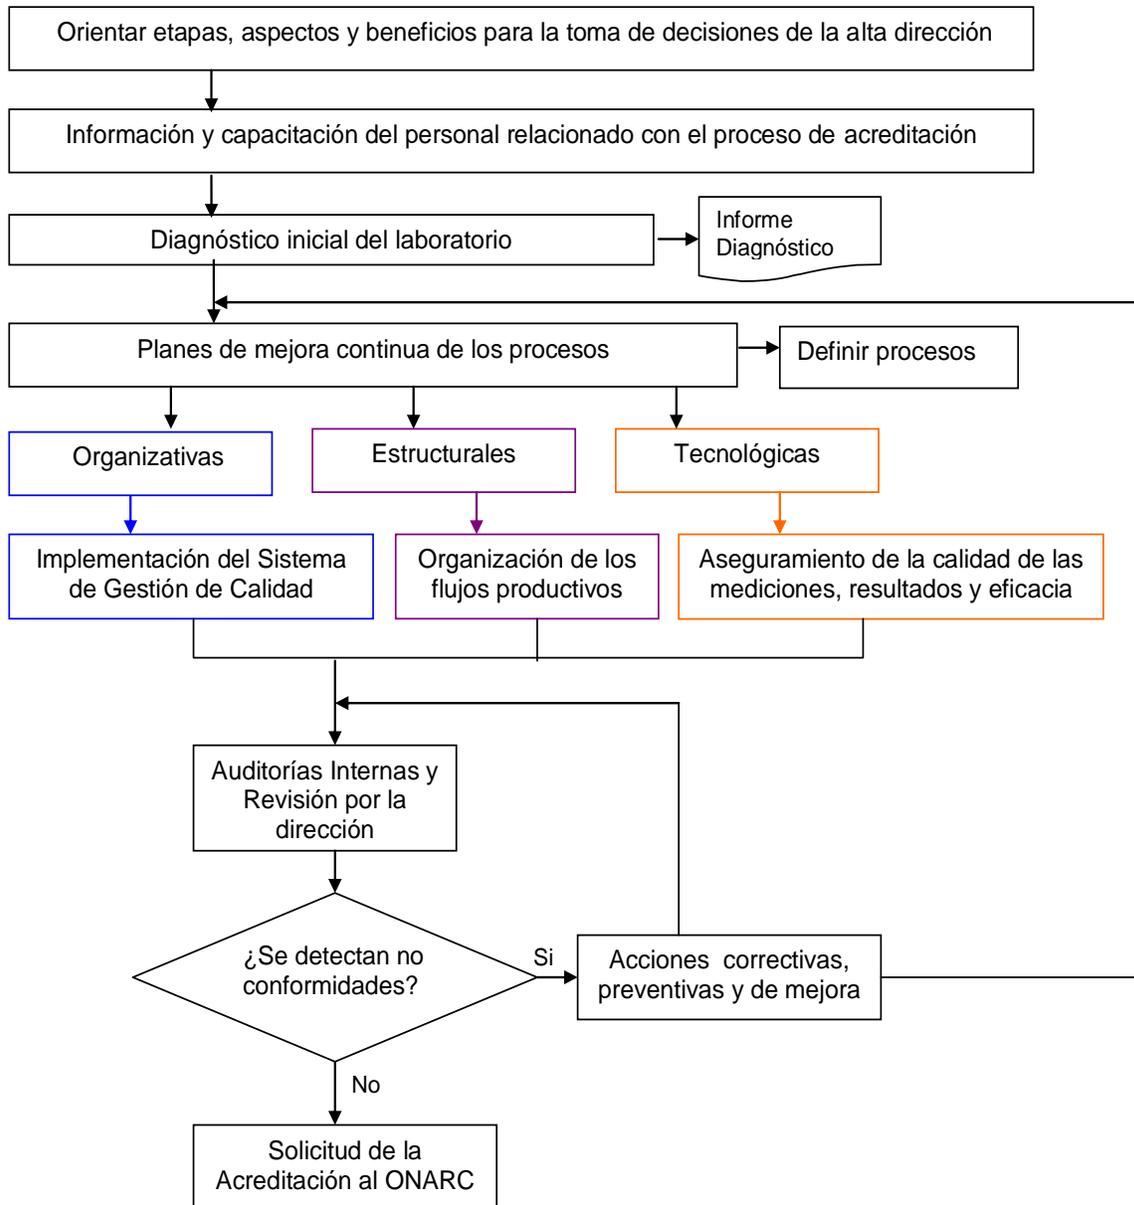 Orientar etapas, aspectos y beneficios para la toma de decisiones de la alta dirección
Información y capacitación del personal relacionado con el proceso de acreditación
Diagnóstico inicial del laboratorio
Informe
Diagnóstico
Planes de mejora continua de los procesos
Definir procesos
Organizativas
Estructurales
Tecnológicas
Implementación del Sistema
de Gestión de Calidad
Organización de los
flujos productivos
Aseguramiento de la calidad de las
mediciones, resultados y eficacia
Auditorías Internas y
Revisión por la
dirección
¿Se detectan no
conformidades?
Si
Acciones correctivas,
preventivas y de mejora
No
Solicitud de la
Acreditación al ONARC